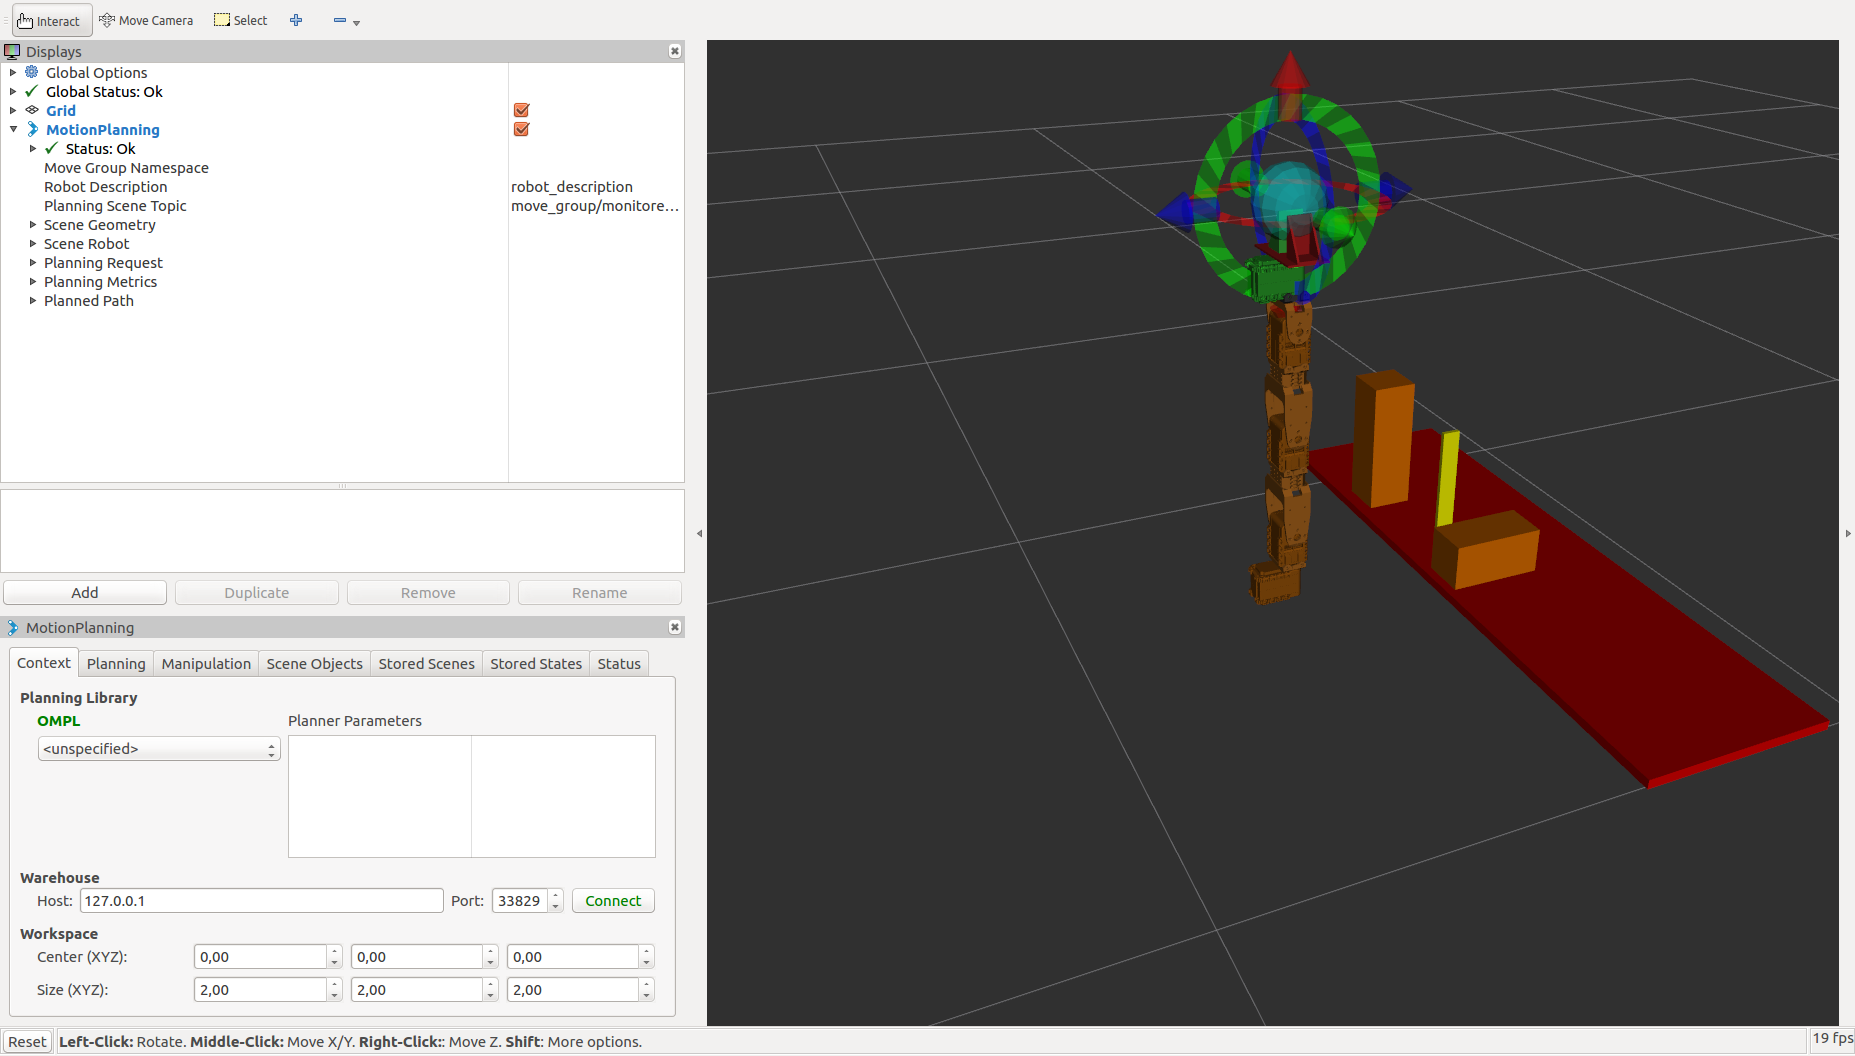 Interact Move Camera Select
Displays
Global Options
Global Status: Ok
Grid
MotionPlanning
Status: Ok
Move Group Namespace
Robot Description robot_description
Planning Scene Topic move_group/monitore...
Scene Geometry
Scene Robot
Planning Request
Planning Metrics
Planned Path
Add Duplicate Remove Rename
MotionPlanning
Context Planning Manipulation Scene Objects Stored Scenes Stored States Status
Planning Library
OMPL Planner Parameters
<unspecified>
Warehouse
Host: 127.0.0.1 Port: 33829 Connect
Workspace
Center (XYZ): 0,00 0,00 0,00
Size (XYZ): 2,00 2,00 2,00
Reset Left-Click: Rotate. Middle-Click: Move X/Y. Right-Click:: Move Z. Shift: More options. 19 fps